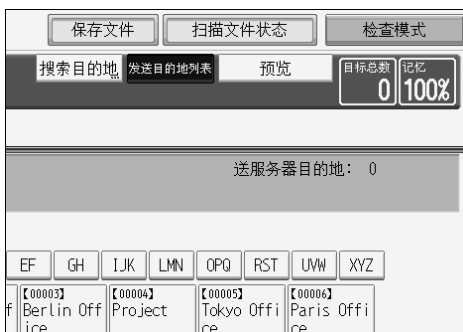 保存文件 扫描文件状态 检查模式
搜索目的地 发送目的地列表 预览 目标总数 记忆
0 100%
送服务器目的地： 0
EF GH IJK LMN OPQ RST UVW XYZ
【00003】 【00004】 【00005】 【00006】
f Berlin Off Project Tokyo Offi Paris Offi
ice ce ce